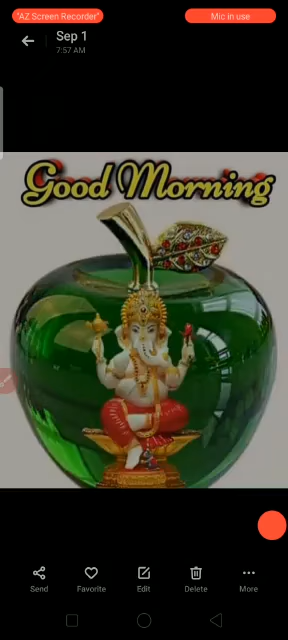 "AZ Screen Recorder"
Mic in use
Sep 1
7:57 AM
Good Morning
Send
Favorite
Edit
Delete
More